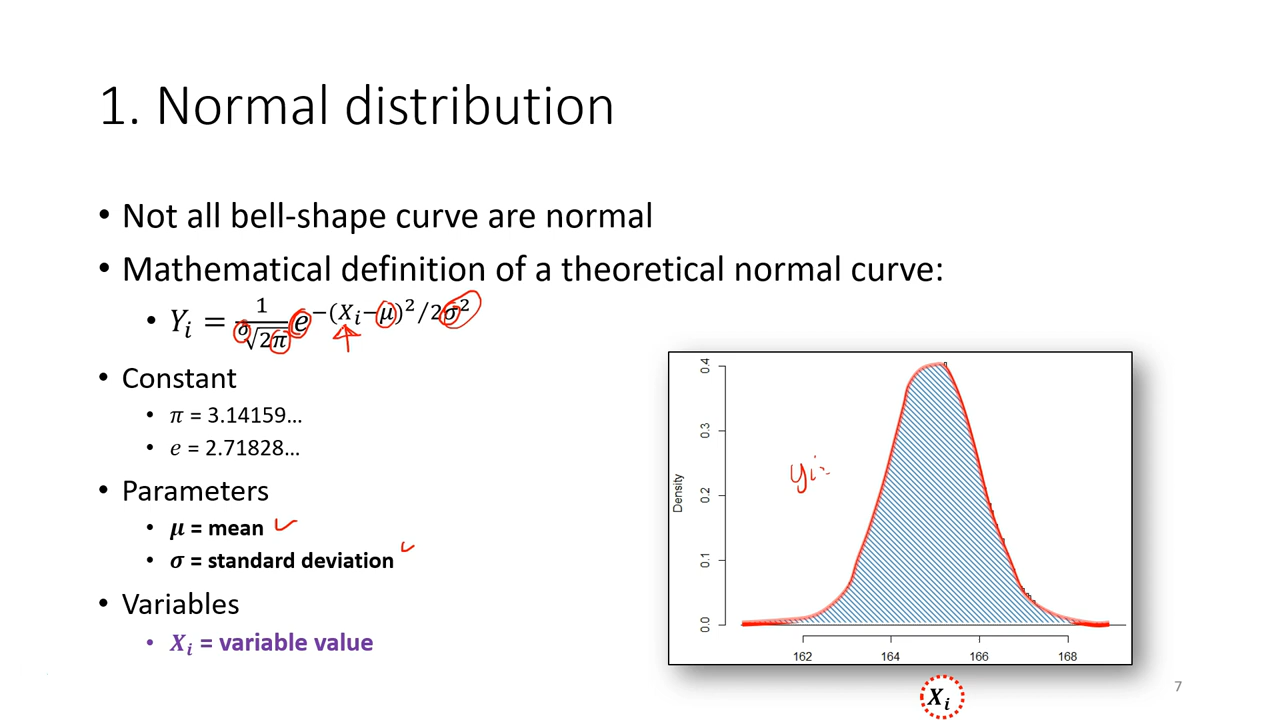 1. Normal distribution
• Not all bell-shape curve are normal
• Mathematical definition of a theoretical normal curve:
• Yᵢ = 1/σ√2π e^−(Xᵢ−μ)²/2σ²
• Constant
• π = 3.14159…
• e = 2.71828…
• Parameters
• μ = mean
• σ = standard deviation
• Variables
• Xᵢ = variable value
Density
0.4
0.3
0.2
0.1
0.0
yi=
162 164 166 168
Xᵢ
7